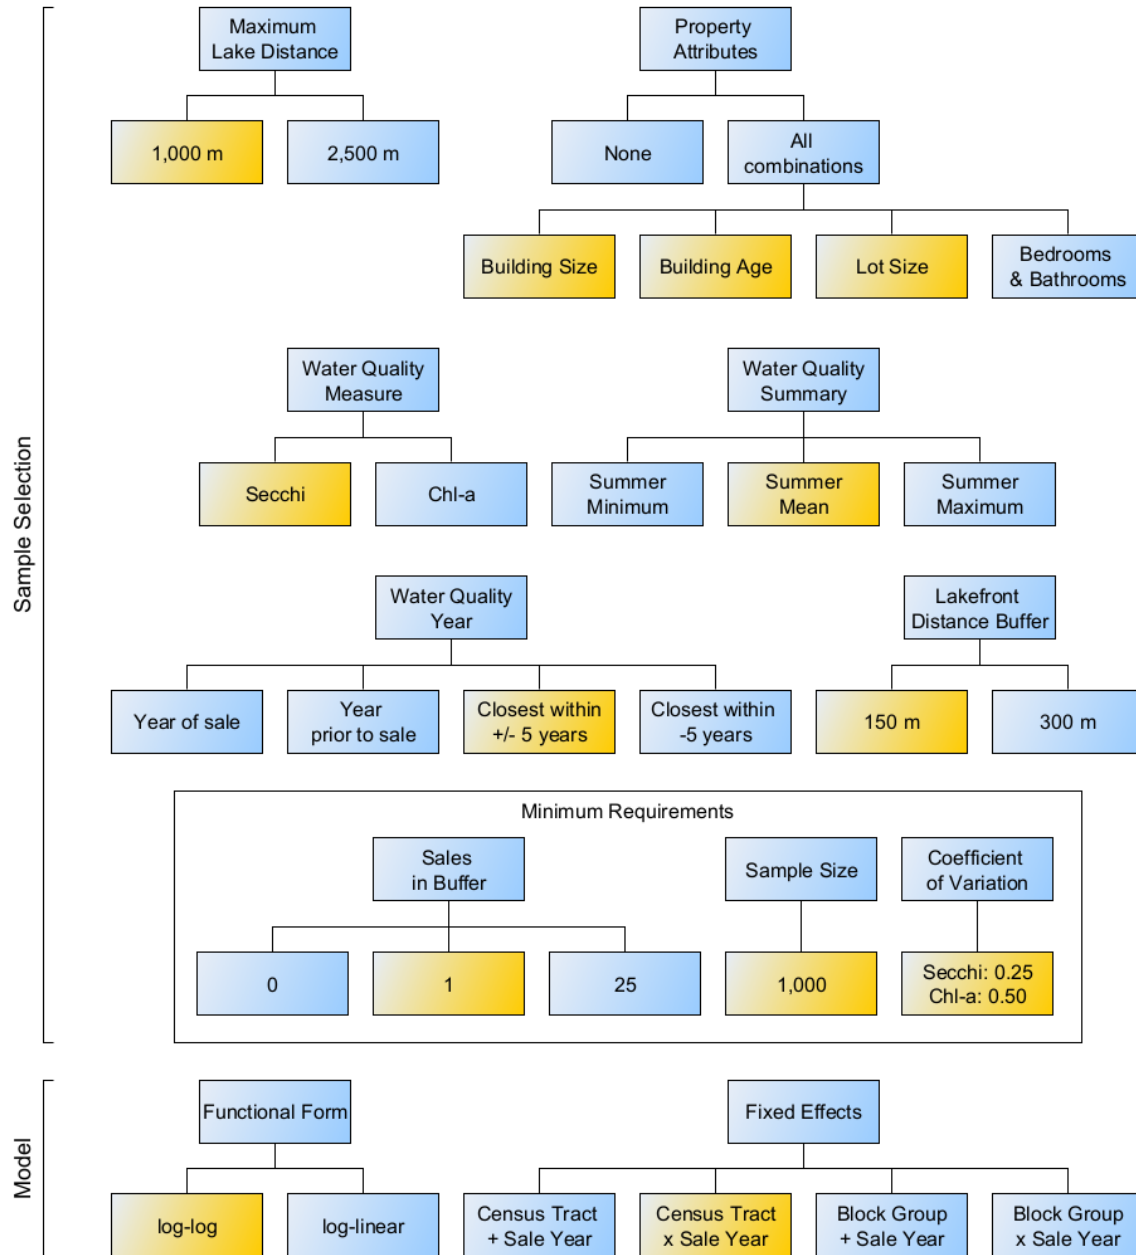 Maximum
Lake Distance
Property
Attributes
1,000 m
2,500 m
None
All
combinations
Building Size
Building Age
Lot Size
Bedrooms
& Bathrooms
Sample Selection
Water Quality
Measure
Water Quality
Summary
Secchi
Chl-a
Summer
Minimum
Summer
Mean
Summer
Maximum
Water Quality
Year
Lakefront
Distance Buffer
Year of sale
Year
prior to sale
Closest within
+/- 5 years
Closest within
-5 years
150 m
300 m
Minimum Requirements
Sales
in Buffer
Sample Size
Coefficient
of Variation
0
1
25
1,000
Secchi: 0.25
Chl-a: 0.50
Model
Functional Form
Fixed Effects
log-log
log-linear
Census Tract
+ Sale Year
Census Tract
x Sale Year
Block Group
+ Sale Year
Block Group
x Sale Year